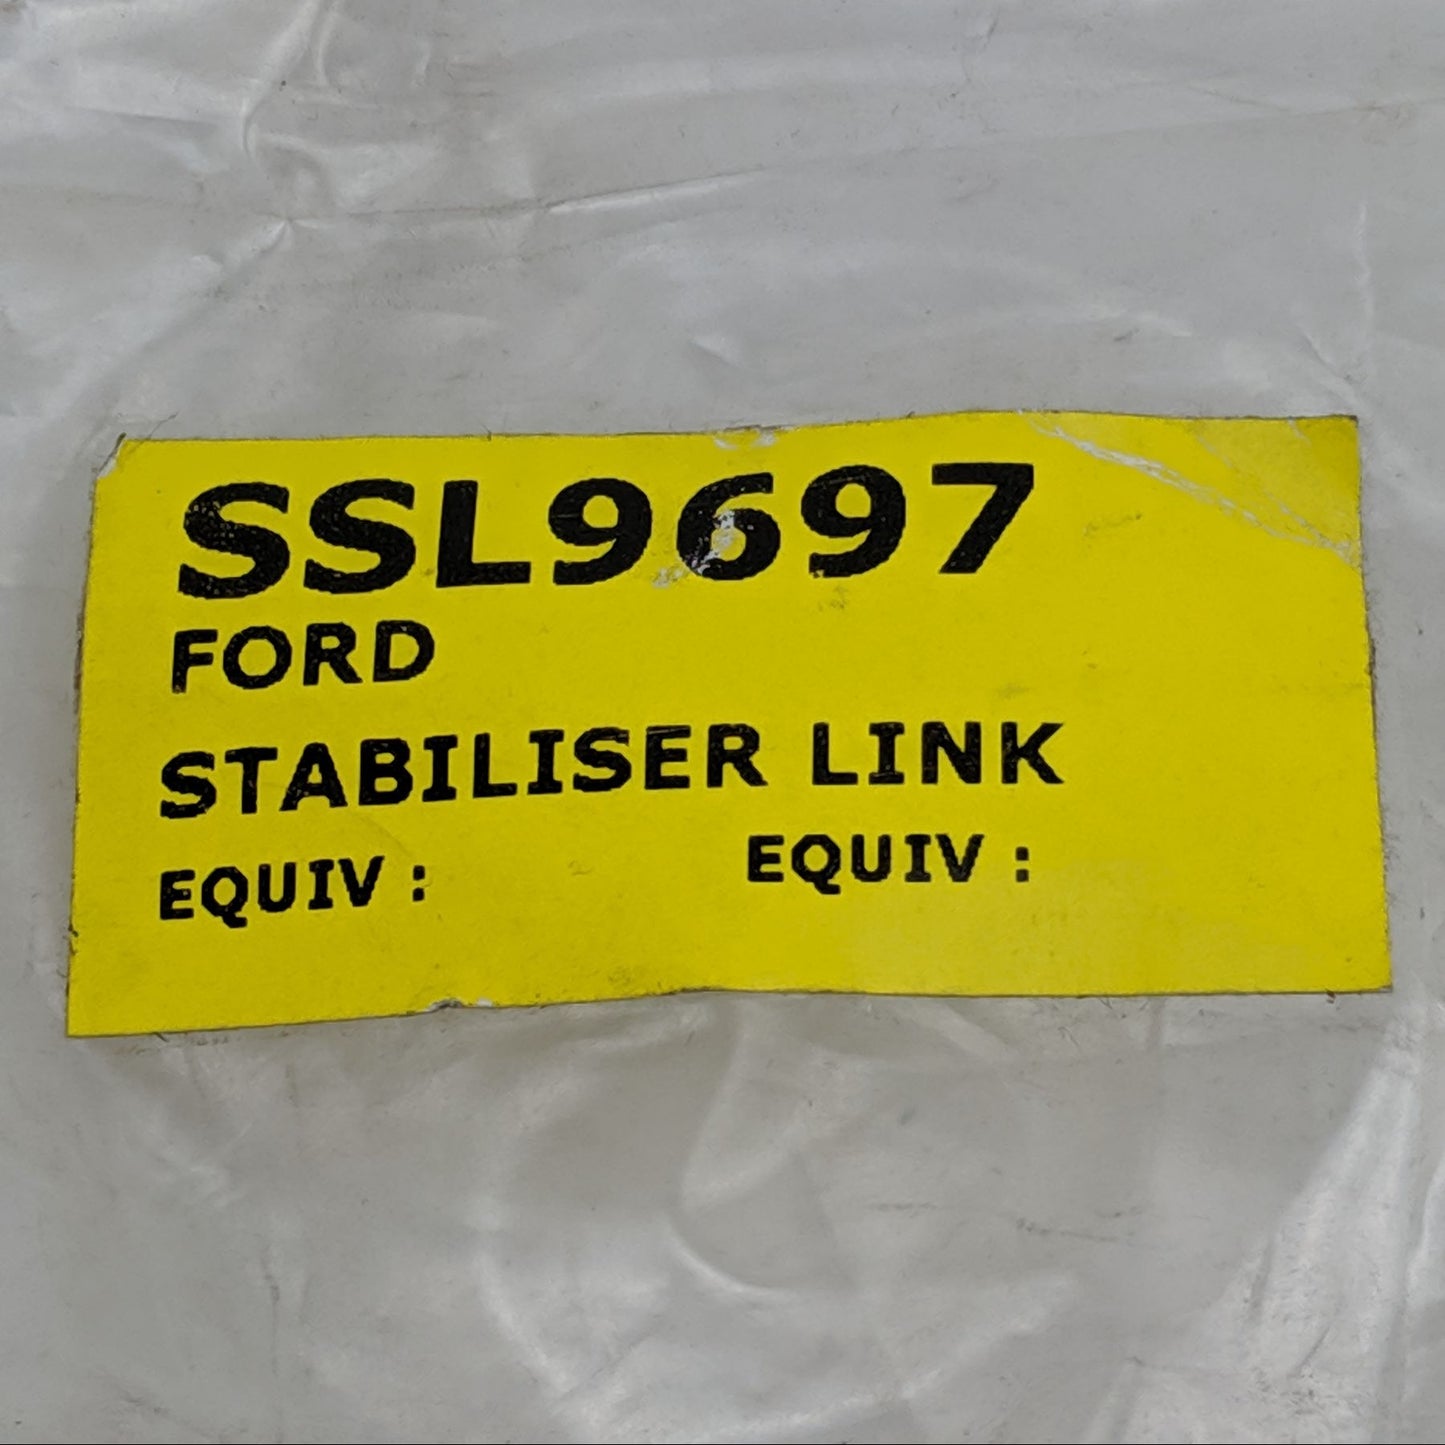 SSL9697
FORD
STABILISER LINK
EQUIV : EQUIV :